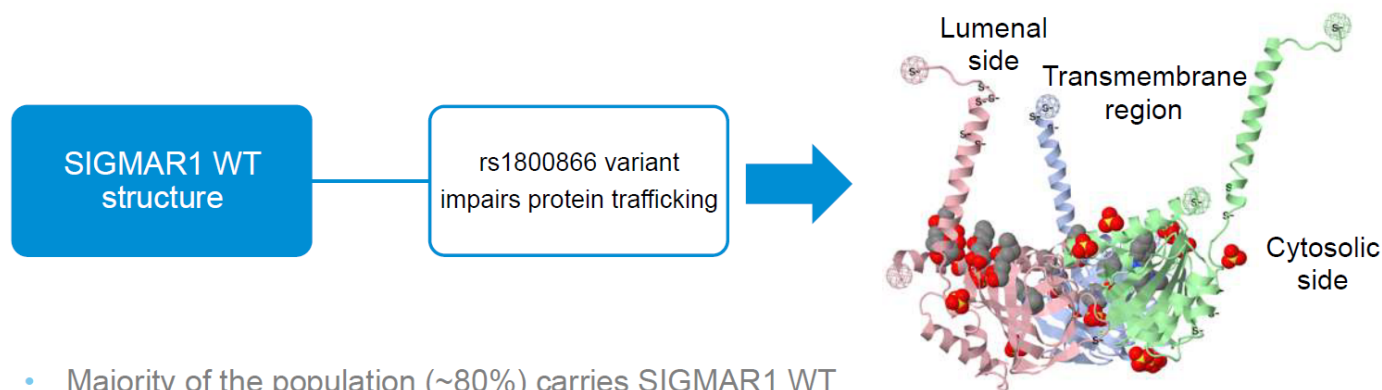 SIGMAR1 WT
structure
rs1800866 variant
impairs protein trafficking
Lumenal
side
Transmembrane
region
Cytosolic
side
• Majority of the population (~80%) carries SIGMAR1 WT